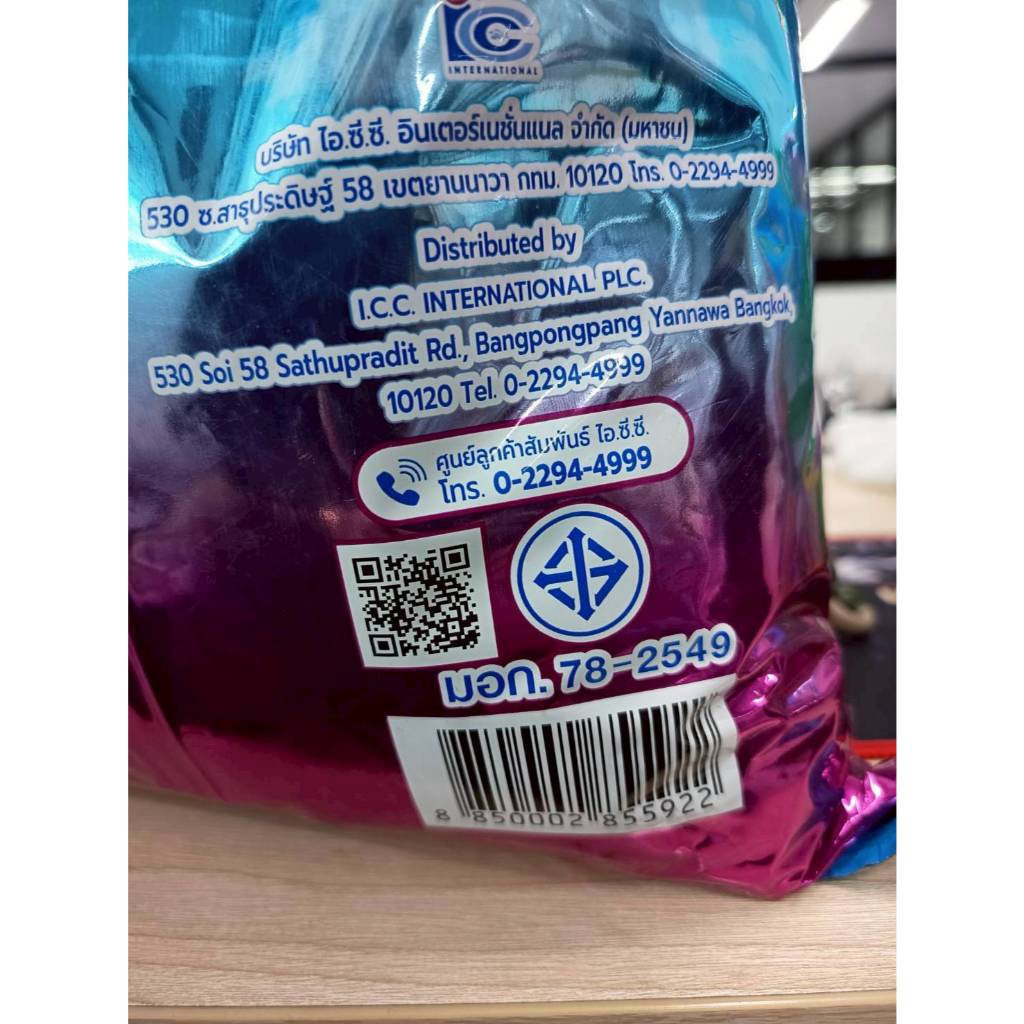 ICC
INTERNATIONAL
บริษัท ไอ.ซี.ซี. อินเตอร์เนชั่นแนล จำกัด (มหาชน)
530 ซ.สาธุประดิษฐ์ 58 เขตยานนาวา กทม. 10120 โทร. 0-2294-4999
Distributed by
I.C.C. INTERNATIONAL PLC.
530 Soi 58 Sathupradit Rd., Bangpongpang Yannawa Bangkok,
10120 Tel. 0-2294-4999
ศูนย์ลูกค้าสัมพันธ์ ไอ.ซี.ซี.
โทร. 0-2294-4999
มอก. 78-2549
8 850002 855922